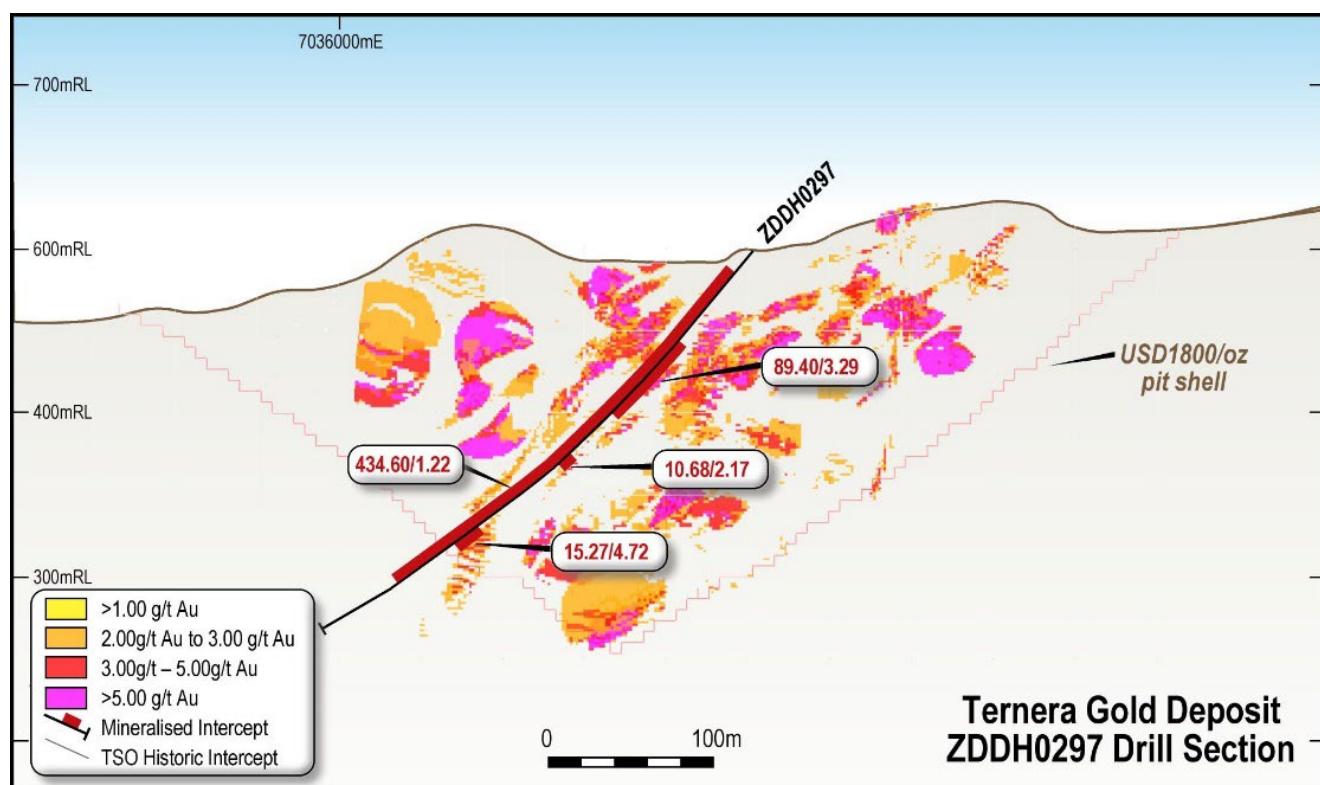 7036000mE
700mRL
ZDDH0297
600mRL
USD1800/oz
pit shell
89.40/3.29
400mRL
434.60/1.22
10.68/2.17
15.27/4.72
300mRL
>1.00 g/t Au
2.00g/t Au to 3.00 g/t Au
3.00g/t – 5.00g/t Au
>5.00 g/t Au
Mineralised Intercept
TSO Historic Intercept
0 100m
Ternera Gold Deposit
ZDDH0297 Drill Section